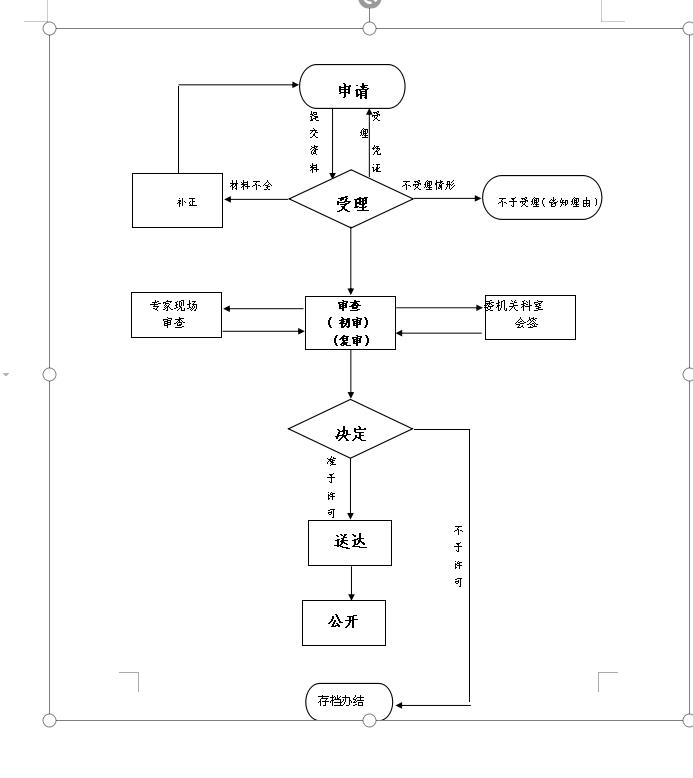 申请
提交资料
受理凭证
材料不全
不受理情形
补正
受理
不予受理(告知理由)
专家现场
审查
审查
( 初审)
(复审)
委机关科室
会签
决定
准予许可
送达
不予许可
公开
存档办结